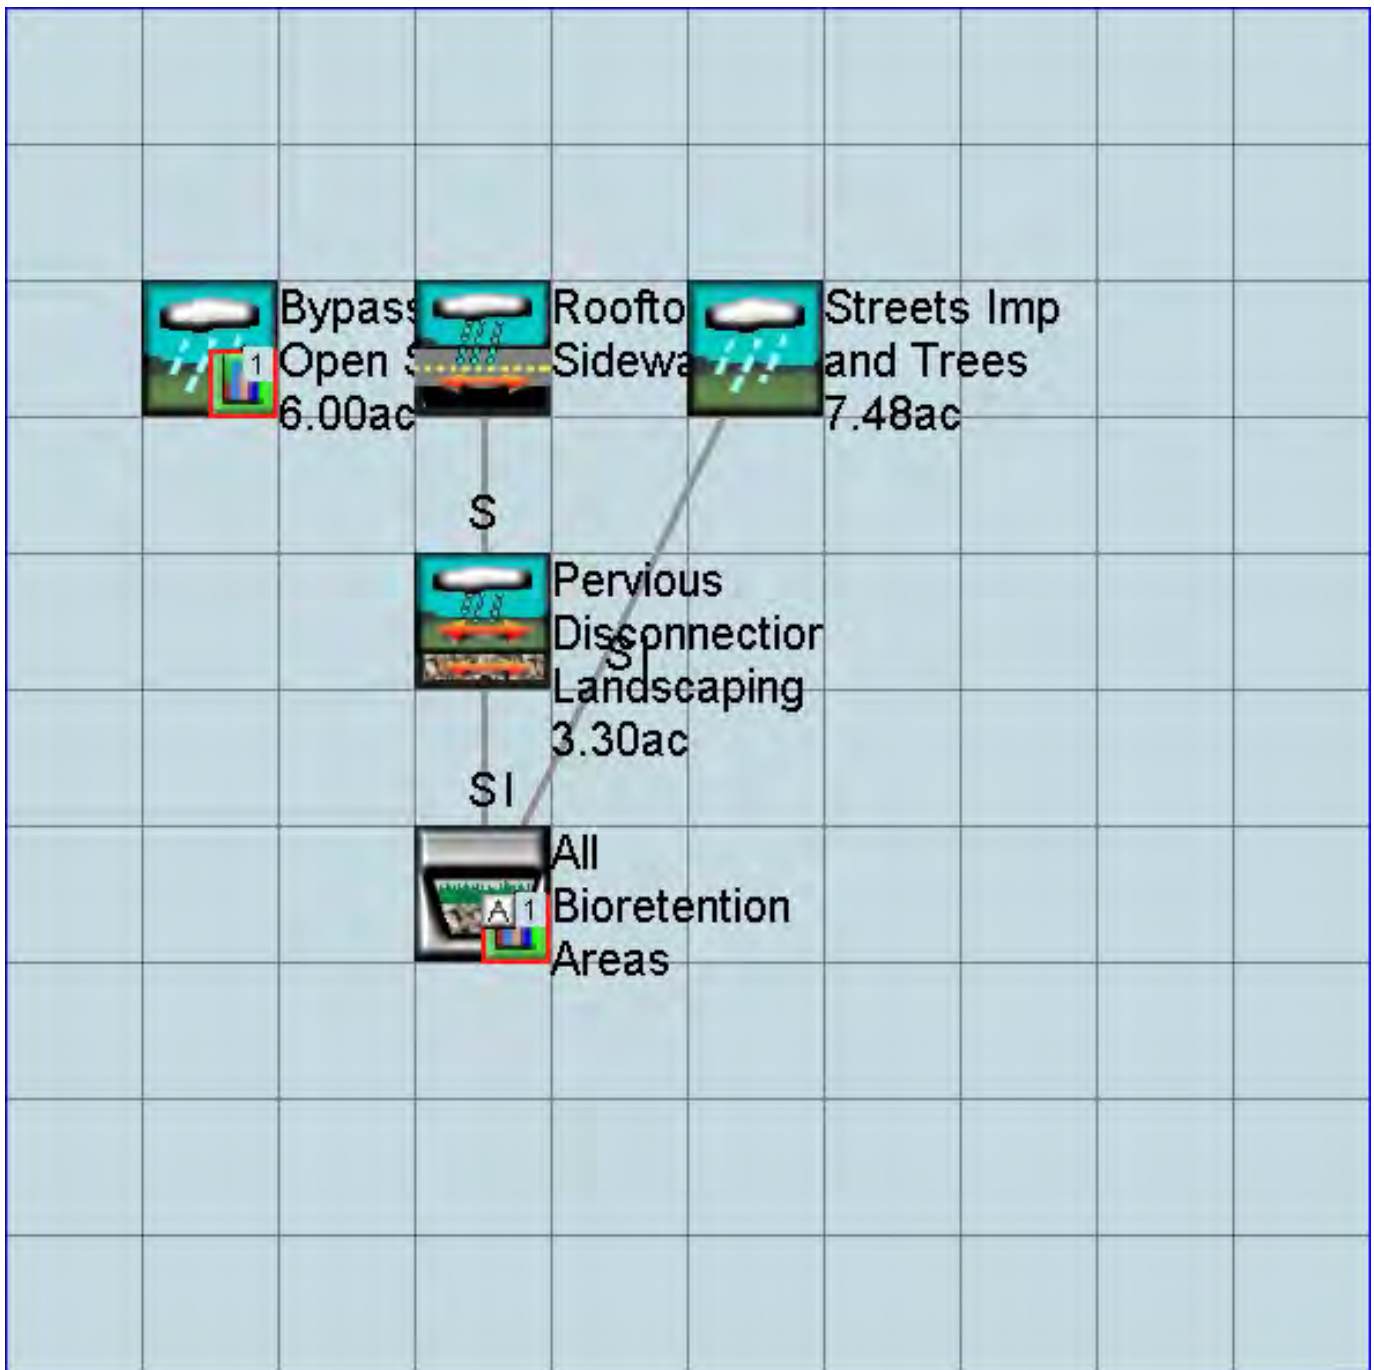 Bypass
Open S
6.00ac
1
Roofto
Sidewa
Streets Imp
and Trees
7.48ac
S
Pervious
Disconnection
Landscaping
3.30ac
S I
S I
All
Bioretention
Areas
A 1